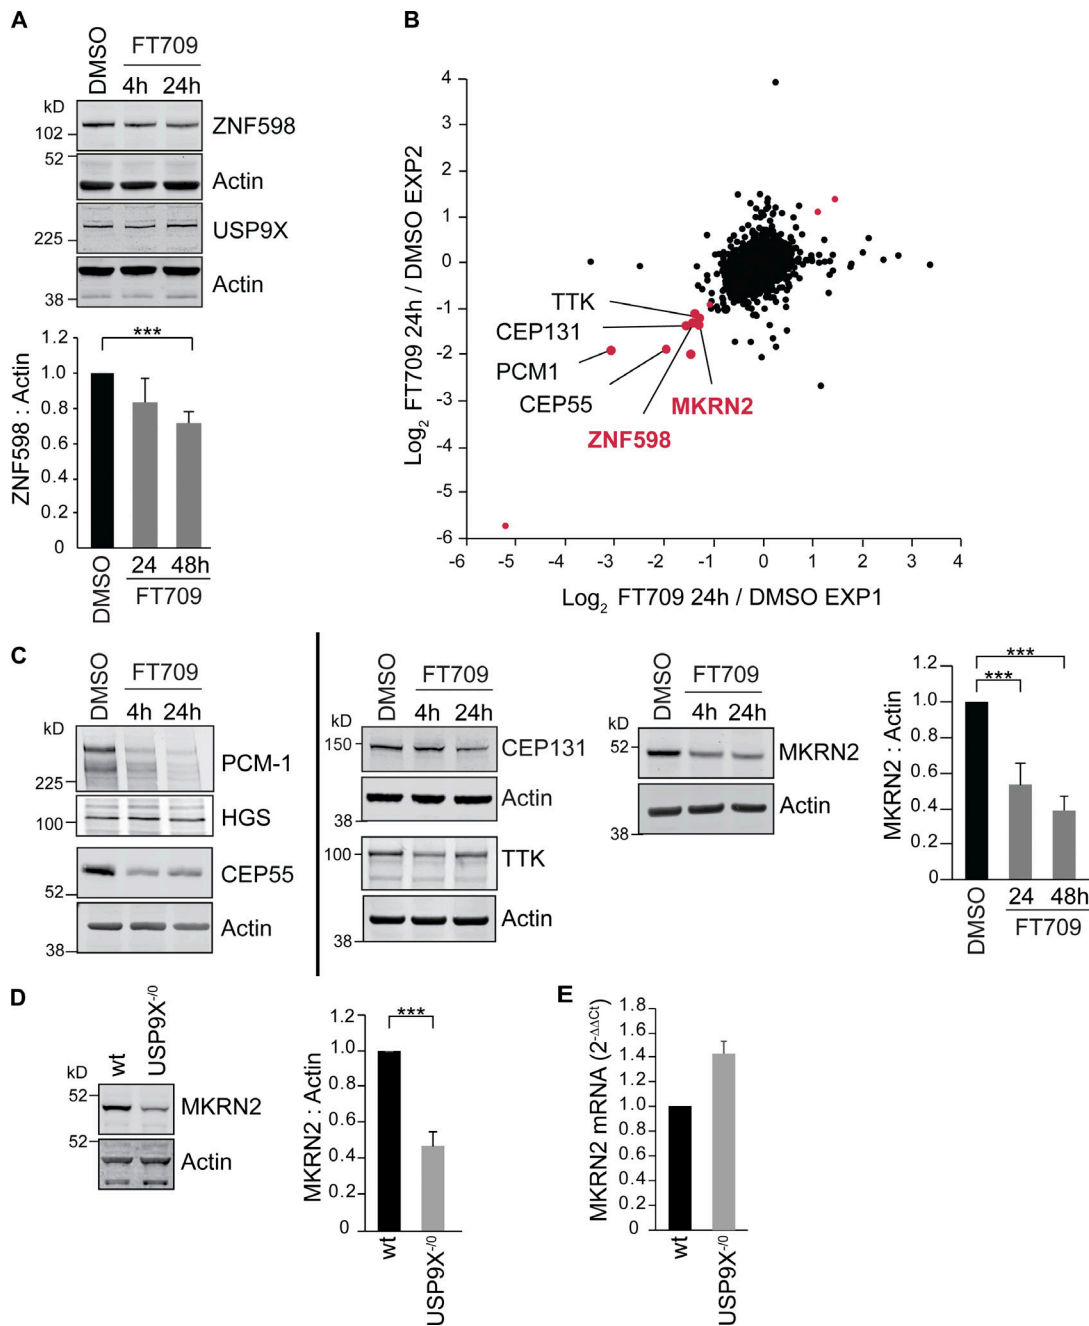 A
DMSO
FT709
4h 24h
kD
102
ZNF598
52
Actin
225
USP9X
38
Actin
***
1.2
1.0
0.8
0.6
0.4
0.2
0
ZNF598 : Actin
DMSO
24 48h
FT709
B
4
3
2
1
0
-1
-2
-3
-4
-5
-6
Log2 FT709 24h / DMSO EXP2
TTK
CEP131
PCM1
CEP55
MKRN2
ZNF598
-6 -5 -4 -3 -2 -1 0 1 2 3 4
Log2 FT709 24h / DMSO EXP1
C
DMSO
FT709
4h 24h
kD
PCM-1
225
100
HGS
CEP55
52
Actin
38
DMSO
FT709
4h 24h
kD
150
CEP131
Actin
38
100
TTK
Actin
38
DMSO
FT709
4h 24h
kD
52
MKRN2
Actin
38
***
***
1.2
1.0
0.8
0.6
0.4
0.2
0
MKRN2 : Actin
DMSO
24 48h
FT709
D
wt
USP9X-/0
kD
52
MKRN2
52
Actin
***
1.2
1.0
0.8
0.6
0.4
0.2
0
MKRN2 : Actin
wt
USP9X-/0
E
1.8
1.6
1.4
1.2
1.0
0.8
0.6
0.4
0.2
0
MKRN2 mRNA (2-ΔΔCt)
wt
USP9X-/0